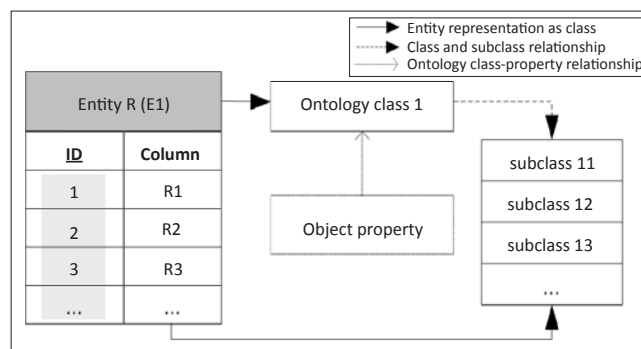 Entity representation as class
Class and subclass relationship
Ontology class-property relationship
Entity R (E1)
Ontology class 1
ID Column
1 R1
2 R2
3 R3
... ...
Object property
subclass 11
subclass 12
subclass 13
...